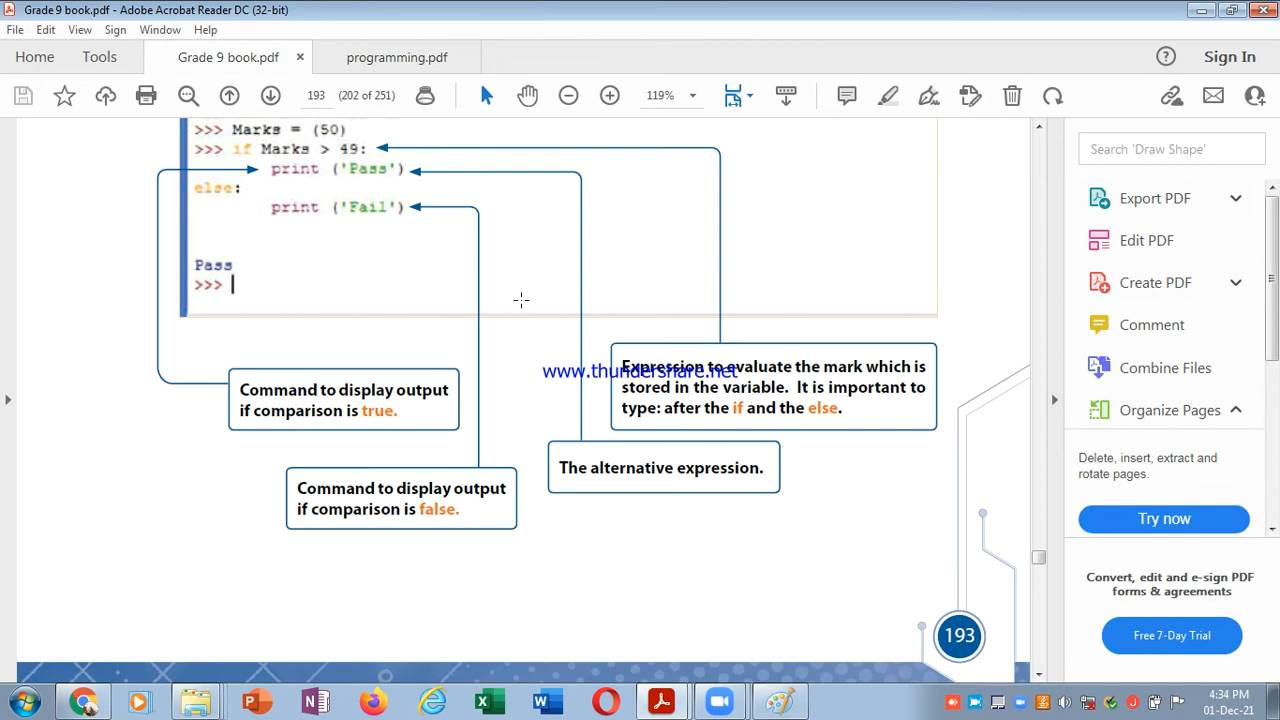 Grade 9 book.pdf - Adobe Acrobat Reader DC (32-bit)
File Edit View Sign Window Help
Home Tools Grade 9 book.pdf × programming.pdf Sign In
193 (202 of 251) 119%
>>> Marks = (50)
>>> if Marks > 49:
print ('Pass')
else:
print ('Fail')
Pass
>>>
Command to display output
if comparison is true.
Command to display output
if comparison is false.
Expression to evaluate the mark which is
stored in the variable. It is important to
type: after the if and the else.
www.thundershare.net
The alternative expression.
193
Search 'Draw Shape'
Export PDF
Edit PDF
Create PDF
Comment
Combine Files
Organize Pages
Delete, insert, extract and
rotate pages.
Try now
Convert, edit and e-sign PDF
forms & agreements
Free 7-Day Trial
4:34 PM
01-Dec-21